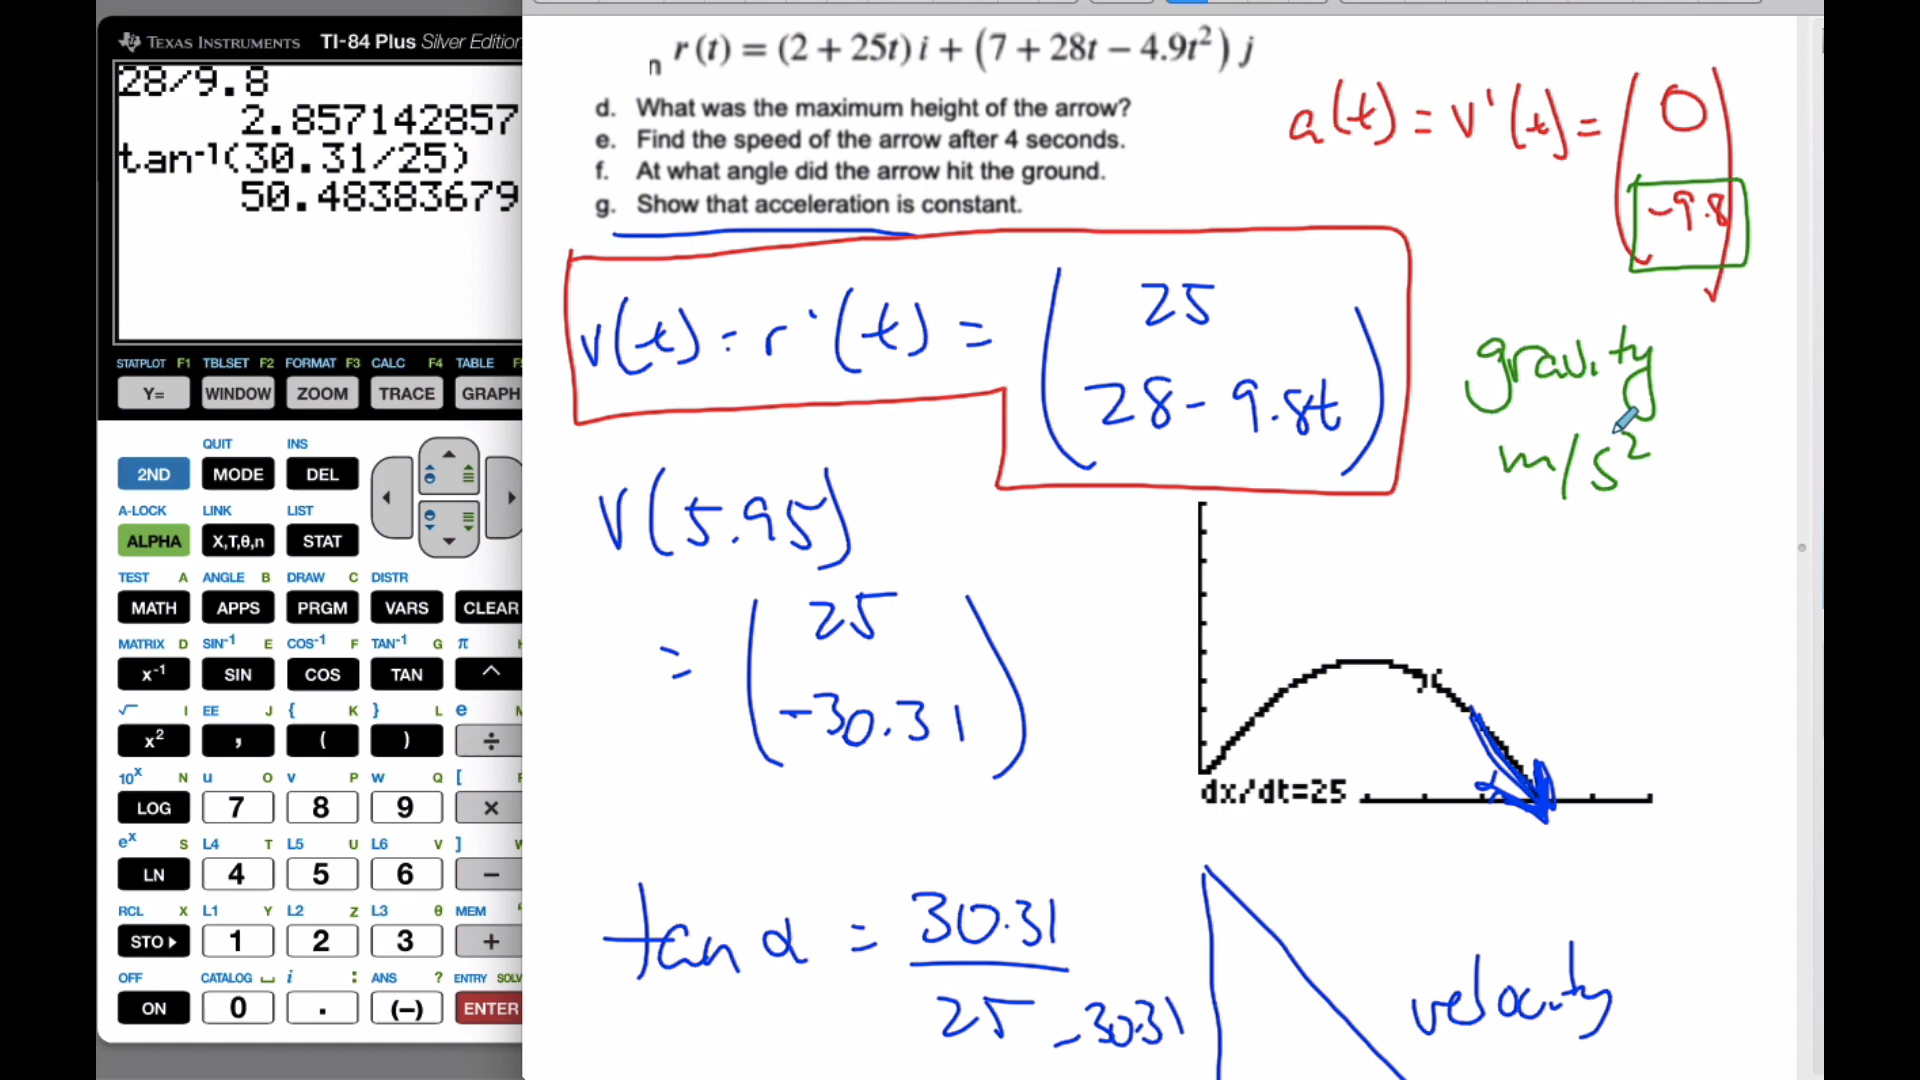 TEXAS INSTRUMENTS TI-84 Plus Silver Edition
28/9.8
2.857142857
tan⁻¹(30.31/25)
50.48383679
STATPLOT F1 TBLSET F2 FORMAT F3 CALC F4 TABLE
Y= WINDOW ZOOM TRACE GRAPH
QUIT INS
2ND MODE DEL
A-LOCK LINK LIST
ALPHA X,T,θ,n STAT
TEST A ANGLE B DRAW C DISTR
MATH APPS PRGM VARS CLEAR
MATRIX D SIN⁻¹ E COS⁻¹ F TAN⁻¹ G π
x⁻¹ SIN COS TAN ^
√ I EE J { K } L e
x² , ( ) ÷
10ˣ N u O v P w Q [
LOG 7 8 9 ×
eˣ S L4 T L5 U L6 V ]
LN 4 5 6 −
RCL X L1 Y L2 Z L3 θ MEM "
STO▸ 1 2 3 +
OFF CATALOG i : ANS ? ENTRY SOLV
ON 0 . (−) ENTER
n r(t) = (2 + 25t) i + (7 + 28t − 4.9t²) j
d. What was the maximum height of the arrow?
e. Find the speed of the arrow after 4 seconds.
f. At what angle did the arrow hit the ground.
g. Show that acceleration is constant.
a(t) = v'(t) = ( 0
-9.8 )
v(t) = r'(t) = ( 25
28 - 9.8t )
gravity
m/s²
v(5.95)
= ( 25
-30.31 )
dx/dt=25
α
tan α = 30.31
25
-30.31
velocity